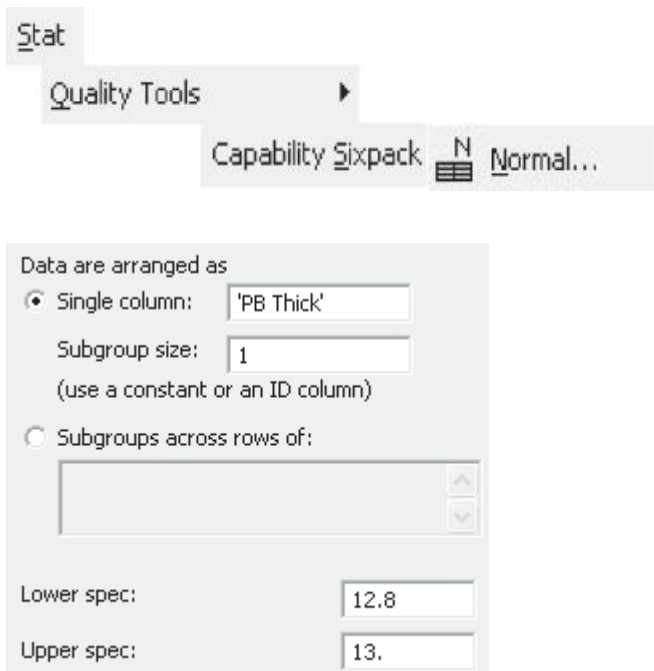 Stat
Quality Tools
Capability Sixpack N Normal...
Data are arranged as
Single column: 'PB Thick'
Subgroup size: 1
(use a constant or an ID column)
Subgroups across rows of:
Lower spec: 12.8
Upper spec: 13.